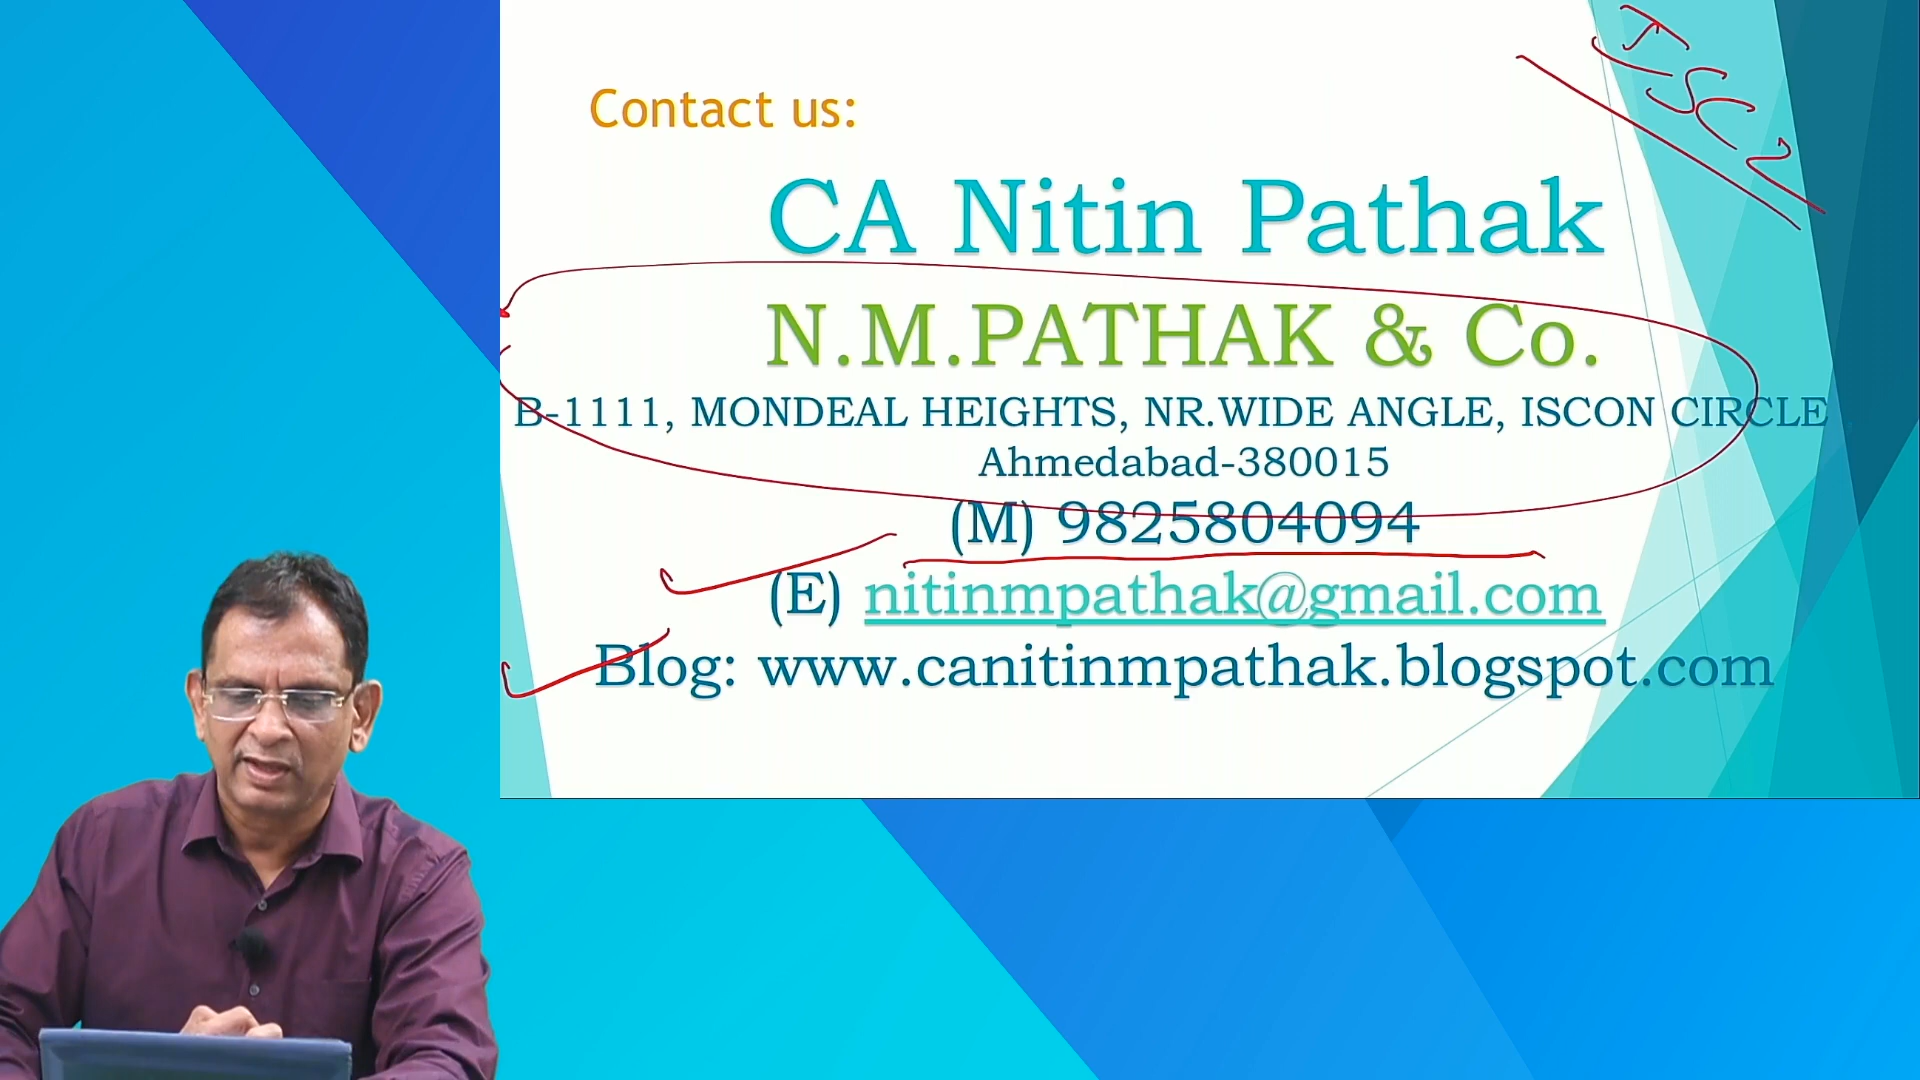 Contact us:
CA Nitin Pathak
N.M.PATHAK & Co.
B-1111, MONDEAL HEIGHTS, NR.WIDE ANGLE, ISCON CIRCLE
Ahmedabad-380015
(M) 9825804094
(E) nitinmpathak@gmail.com
Blog: www.canitinmpathak.blogspot.com